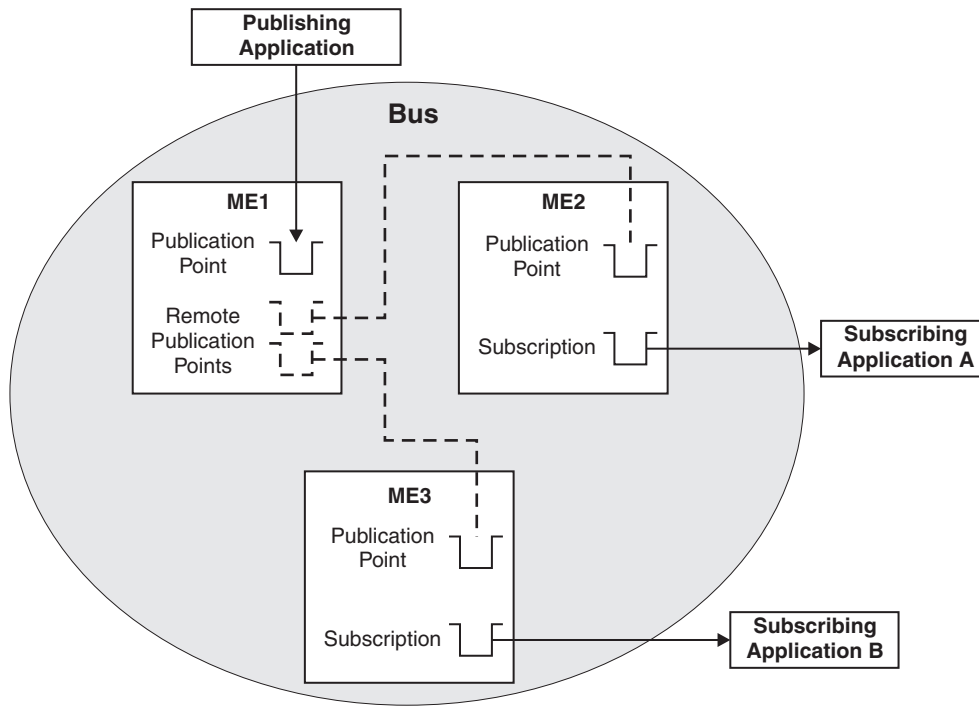 Publishing
Application
Bus
ME1
Publication
Point
Remote
Publication
Points
ME2
Publication
Point
Subscription
Subscribing
Application A
ME3
Publication
Point
Subscription
Subscribing
Application B